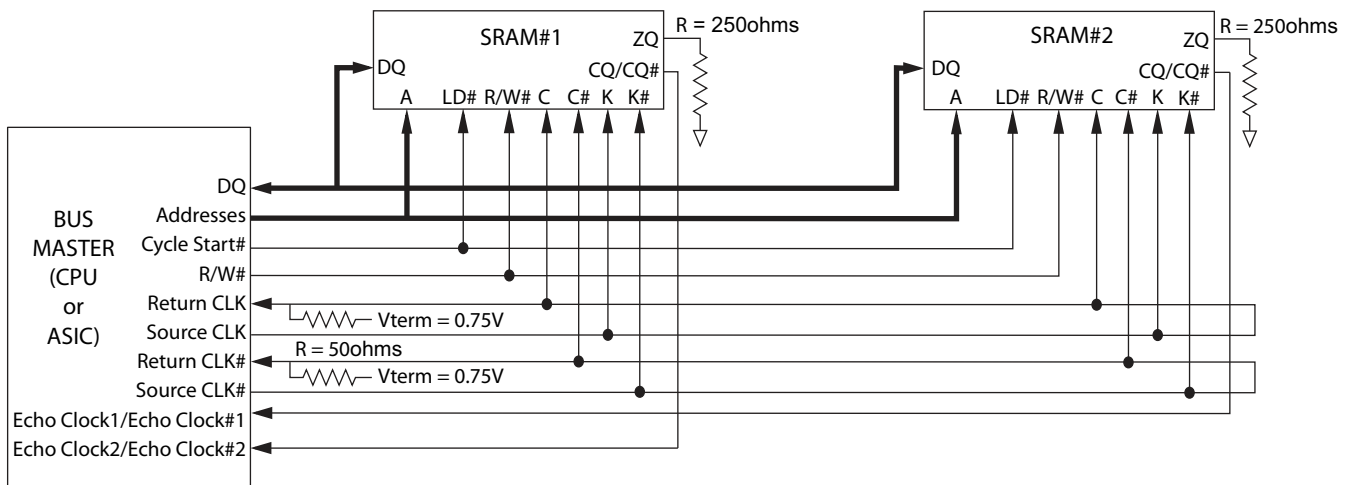 SRAM#1
ZQ
R = 250ohms
DQ
CQ/CQ#
A LD# R/W# C C# K K#
SRAM#2
ZQ
R = 250ohms
DQ
CQ/CQ#
A LD# R/W# C C# K K#
BUS
MASTER
(CPU
or
ASIC)
DQ
Addresses
Cycle Start#
R/W#
Return CLK
Source CLK
Return CLK#
Source CLK#
Echo Clock1/Echo Clock#1
Echo Clock2/Echo Clock#2
Vterm = 0.75V
R = 50ohms
Vterm = 0.75V